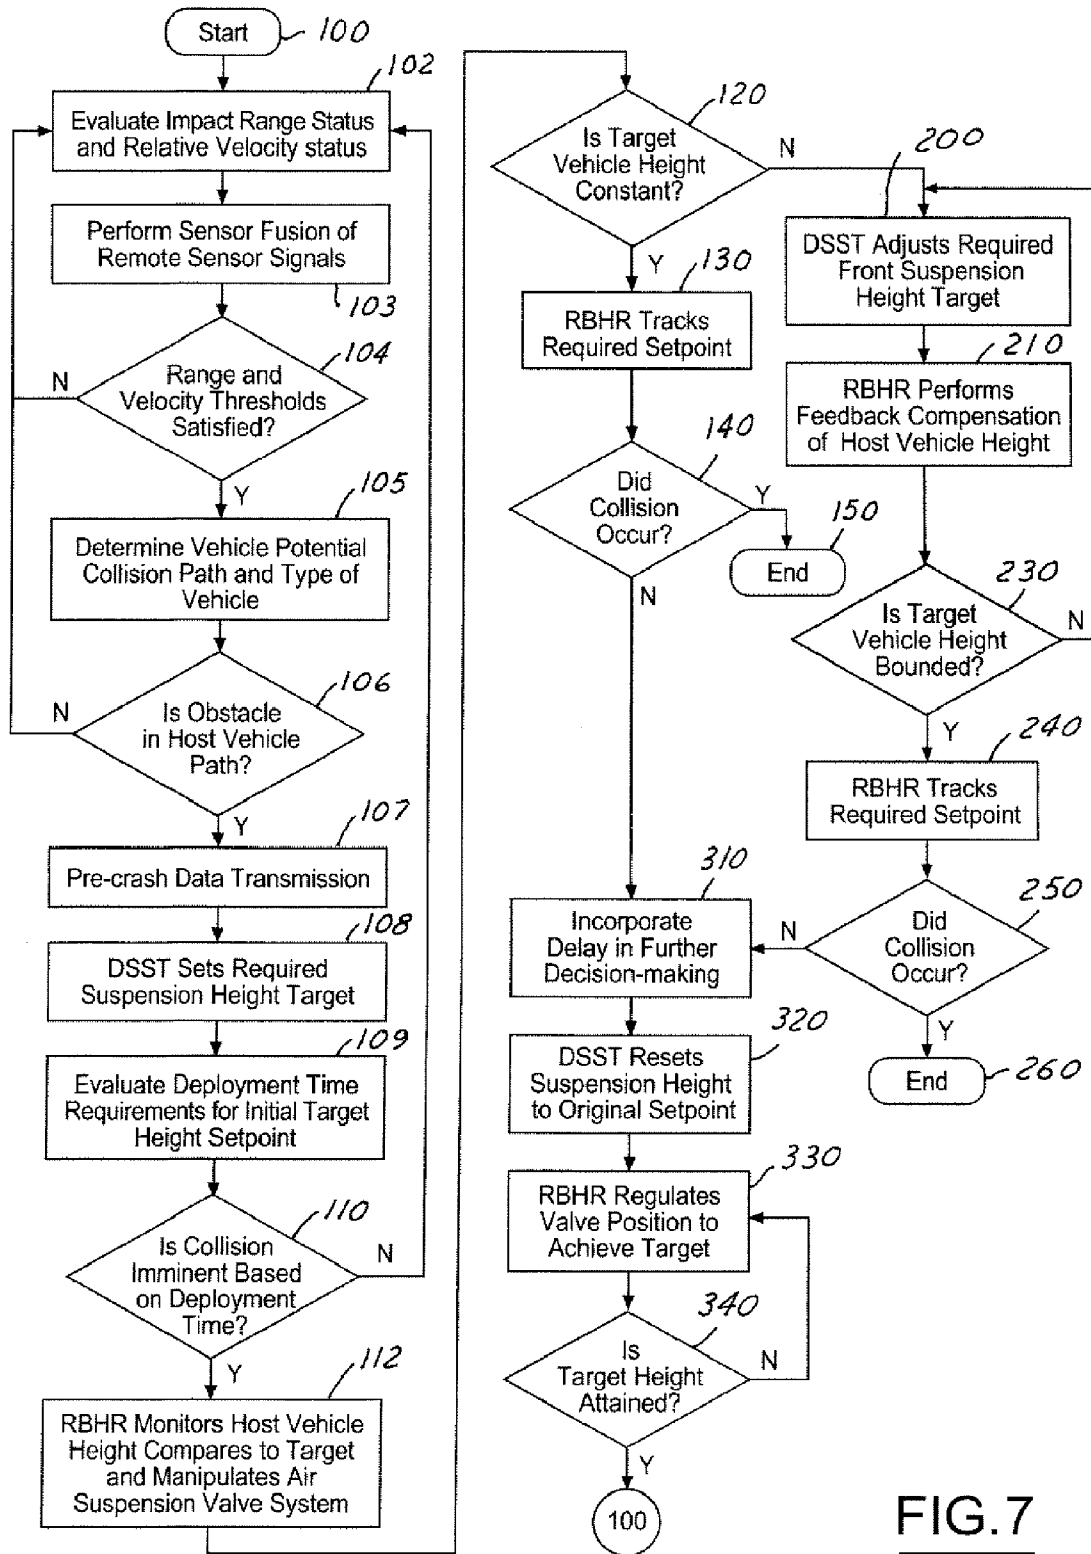 Start
100
102
Evaluate Impact Range Status
and Relative Velocity status
Perform Sensor Fusion of
Remote Sensor Signals
103
104
Range and
Velocity Thresholds
Satisfied?
N
Y
105
Determine Vehicle Potential
Collision Path and Type of
Vehicle
106
Is Obstacle
in Host Vehicle
Path?
N
Y
107
Pre-crash Data Transmission
108
DSST Sets Required
Suspension Height Target
109
Evaluate Deployment Time
Requirements for Initial Target
Height Setpoint
110
Is Collision
Imminent Based
on Deployment
Time?
N
Y
112
RBHR Monitors Host Vehicle
Height Compares to Target
and Manipulates Air
Suspension Valve System
120
Is Target
Vehicle Height
Constant?
N
Y
130
RBHR Tracks
Required Setpoint
140
Did
Collision
Occur?
Y
N
150
End
200
DSST Adjusts Required
Front Suspension
Height Target
210
RBHR Performs
Feedback Compensation
of Host Vehicle Height
230
Is Target
Vehicle Height
Bounded?
N
Y
240
RBHR Tracks
Required Setpoint
250
Did
Collision
Occur?
N
Y
End
260
310
Incorporate
Delay in Further
Decision-making
320
DSST Resets
Suspension Height
to Original Setpoint
330
RBHR Regulates
Valve Position to
Achieve Target
340
Is
Target Height
Attained?
N
Y
100
FIG.7